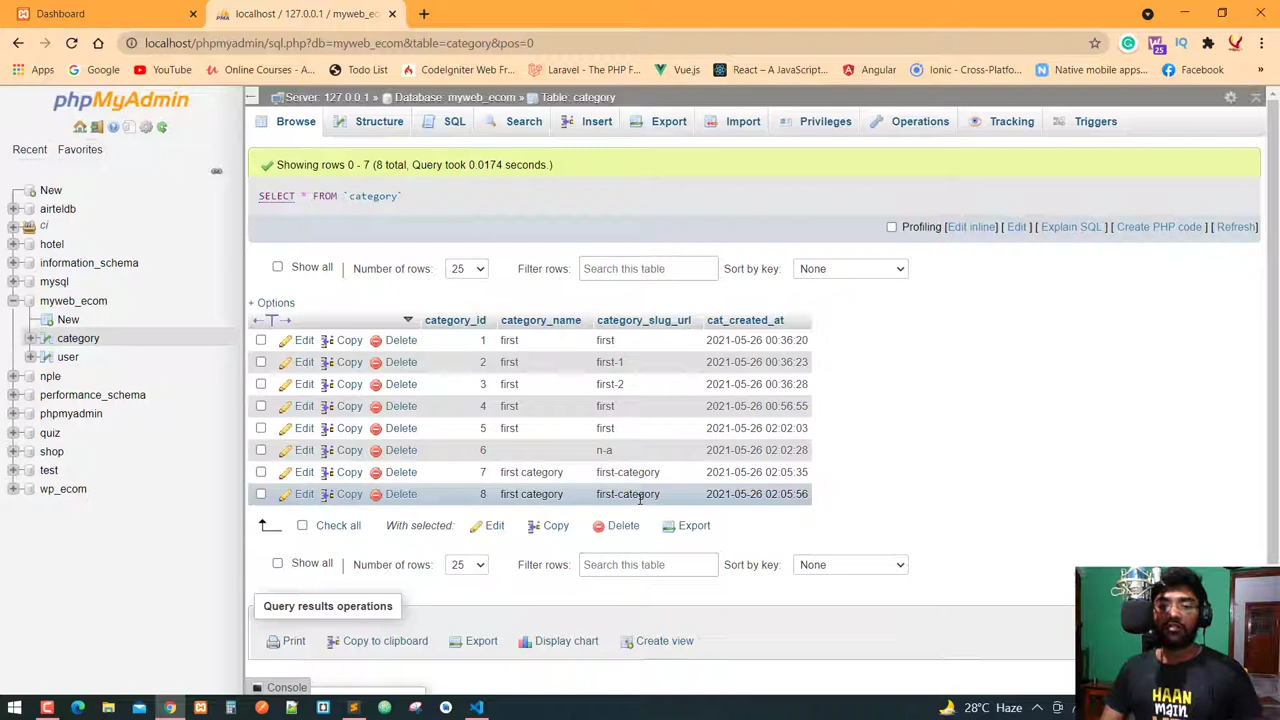 Dashboard
localhost / 127.0.0.1 / myweb_ec
localhost/phpmyadmin/sql.php?db=myweb_ecom&table=category&pos=0
25
Apps Google YouTube Online Courses - A... Todo List CodeIgniter Web Fr... Laravel - The PHP F... Vue.js React – A JavaScript... Angular Ionic - Cross-Platfo... Native mobile apps... Facebook
phpMyAdmin
Recent Favorites
New
airteldb
ci
hotel
information_schema
mysql
myweb_ecom
New
category
user
nple
performance_schema
phpmyadmin
quiz
shop
test
wp_ecom
Server: 127.0.0.1 » Database: myweb_ecom » Table: category
Browse Structure SQL Search Insert Export Import Privileges Operations Tracking Triggers
Showing rows 0 - 7 (8 total, Query took 0.0174 seconds.)
SELECT * FROM `category`
Profiling [Edit inline] [ Edit ] [ Explain SQL ] [ Create PHP code ] [ Refresh]
Show all Number of rows: 25 Filter rows: Search this table Sort by key: None
+ Options
category_id category_name category_slug_url cat_created_at
Edit Copy Delete 1 first first 2021-05-26 00:36:20
Edit Copy Delete 2 first first-1 2021-05-26 00:36:23
Edit Copy Delete 3 first first-2 2021-05-26 00:36:28
Edit Copy Delete 4 first first 2021-05-26 00:56:55
Edit Copy Delete 5 first first 2021-05-26 02:02:03
Edit Copy Delete 6 n-a 2021-05-26 02:02:28
Edit Copy Delete 7 first category first-category 2021-05-26 02:05:35
Edit Copy Delete 8 first category first-category 2021-05-26 02:05:56
Check all With selected: Edit Copy Delete Export
Show all Number of rows: 25 Filter rows: Search this table Sort by key: None
Query results operations
Print Copy to clipboard Export Display chart Create view
Console
HAAN
main
28°C Haze